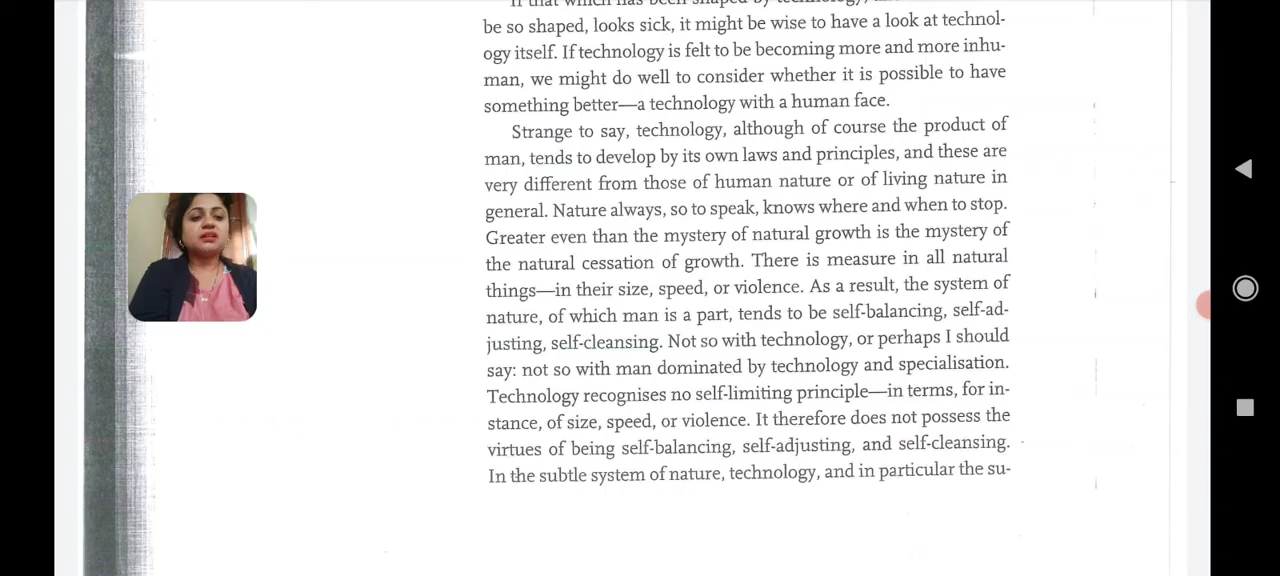 If that which has been shaped by technology,
be so shaped, looks sick, it might be wise to have a look at technol-
ogy itself. If technology is felt to be becoming more and more inhu-
man, we might do well to consider whether it is possible to have
something better—a technology with a human face.
Strange to say, technology, although of course the product of
man, tends to develop by its own laws and principles, and these are
very different from those of human nature or of living nature in
general. Nature always, so to speak, knows where and when to stop.
Greater even than the mystery of natural growth is the mystery of
the natural cessation of growth. There is measure in all natural
things—in their size, speed, or violence. As a result, the system of
nature, of which man is a part, tends to be self-balancing, self-ad-
justing, self-cleansing. Not so with technology, or perhaps I should
say: not so with man dominated by technology and specialisation.
Technology recognises no self-limiting principle—in terms, for in-
stance, of size, speed, or violence. It therefore does not possess the
virtues of being self-balancing, self-adjusting, and self-cleansing.
In the subtle system of nature, technology, and in particular the su-